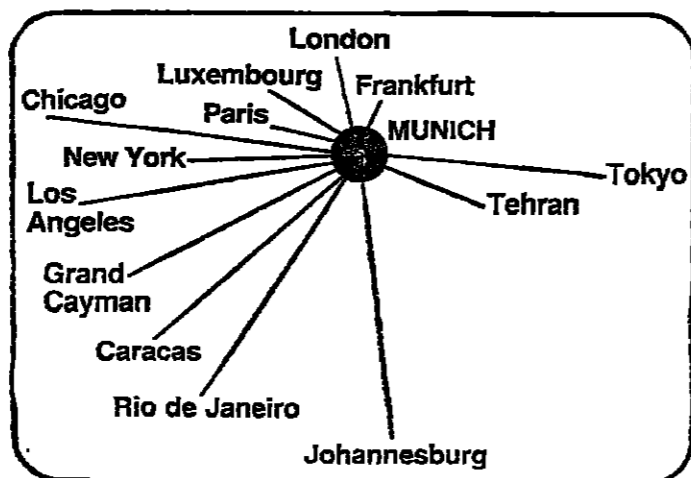 London
Luxembourg
Frankfurt
Chicago
Paris
MUNICH
New York
Tokyo
Los
Angeles
Tehran
Grand
Cayman
Caracas
Rio de Janeiro
Johannesburg